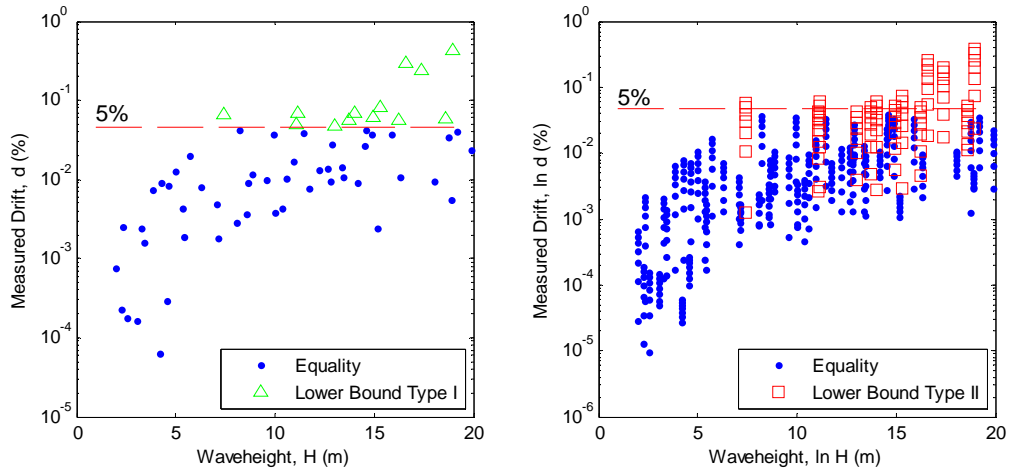 10^0
10^-1
10^-2
10^-3
10^-4
10^-5
Measured Drift, d (%)
5%
Equality
Lower Bound Type I
0 5 10 15 20
Waveheight, H (m)
10^0
10^-1
10^-2
10^-3
10^-4
10^-5
10^-6
Measured Drift, ln d (%)
5%
Equality
Lower Bound Type II
0 5 10 15 20
Waveheight, ln H (m)